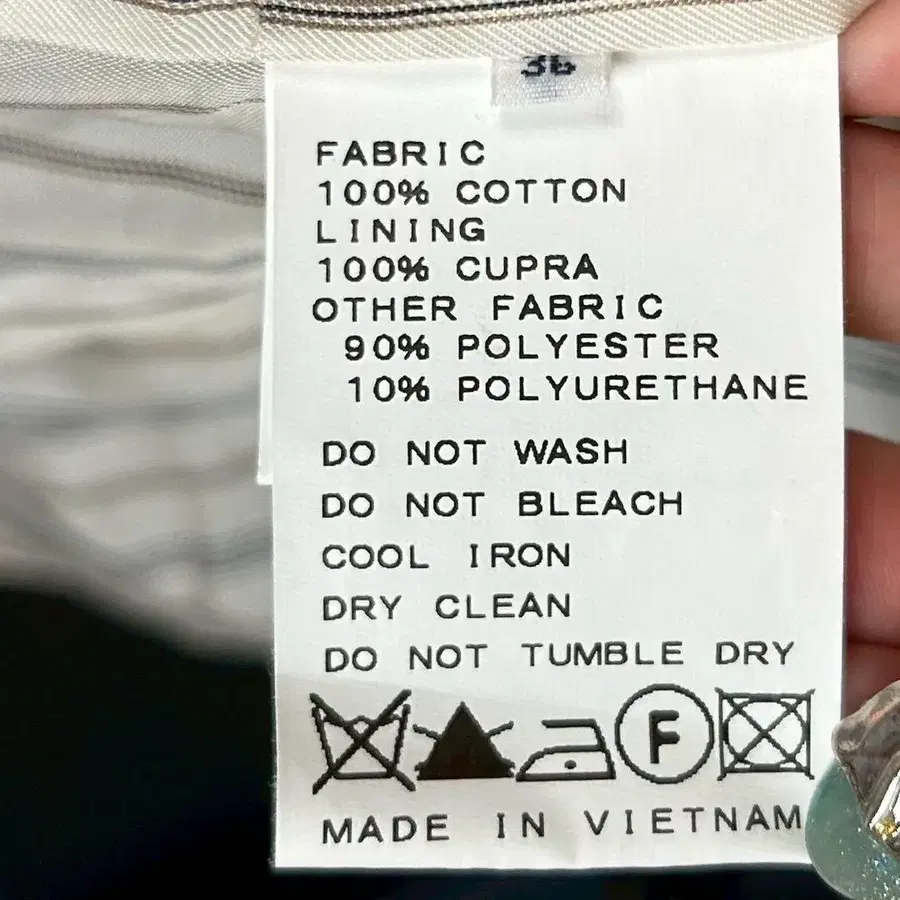 FABRIC
100% COTTON
LINING
100% CUPRA
OTHER FABRIC
90% POLYESTER
10% POLYURETHANE
DO NOT WASH
DO NOT BLEACH
COOL IRON
DRY CLEAN
DO NOT TUMBLE DRY
F
MADE IN VIETNAM